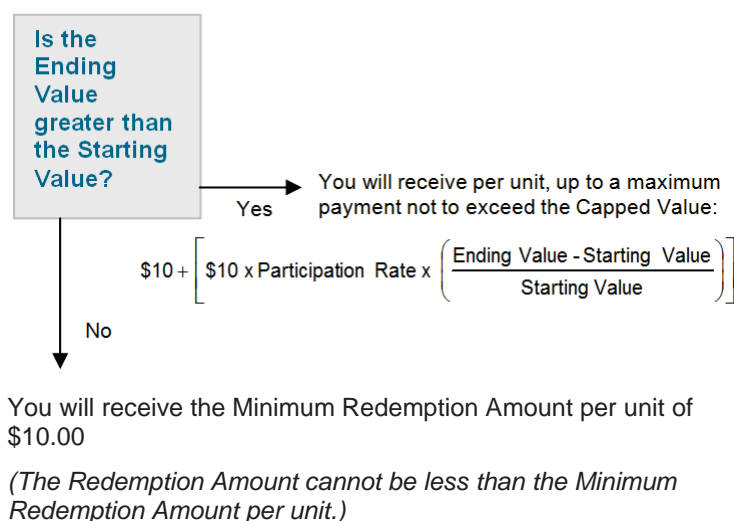 Is the
Ending
Value
greater than
the Starting
Value?
Yes
You will receive per unit, up to a maximum
payment not to exceed the Capped Value:
$10 + [ $10 x Participation Rate x ( Ending Value - Starting Value
Starting Value ) ]
No
You will receive the Minimum Redemption Amount per unit of
$10.00
(The Redemption Amount cannot be less than the Minimum
Redemption Amount per unit.)